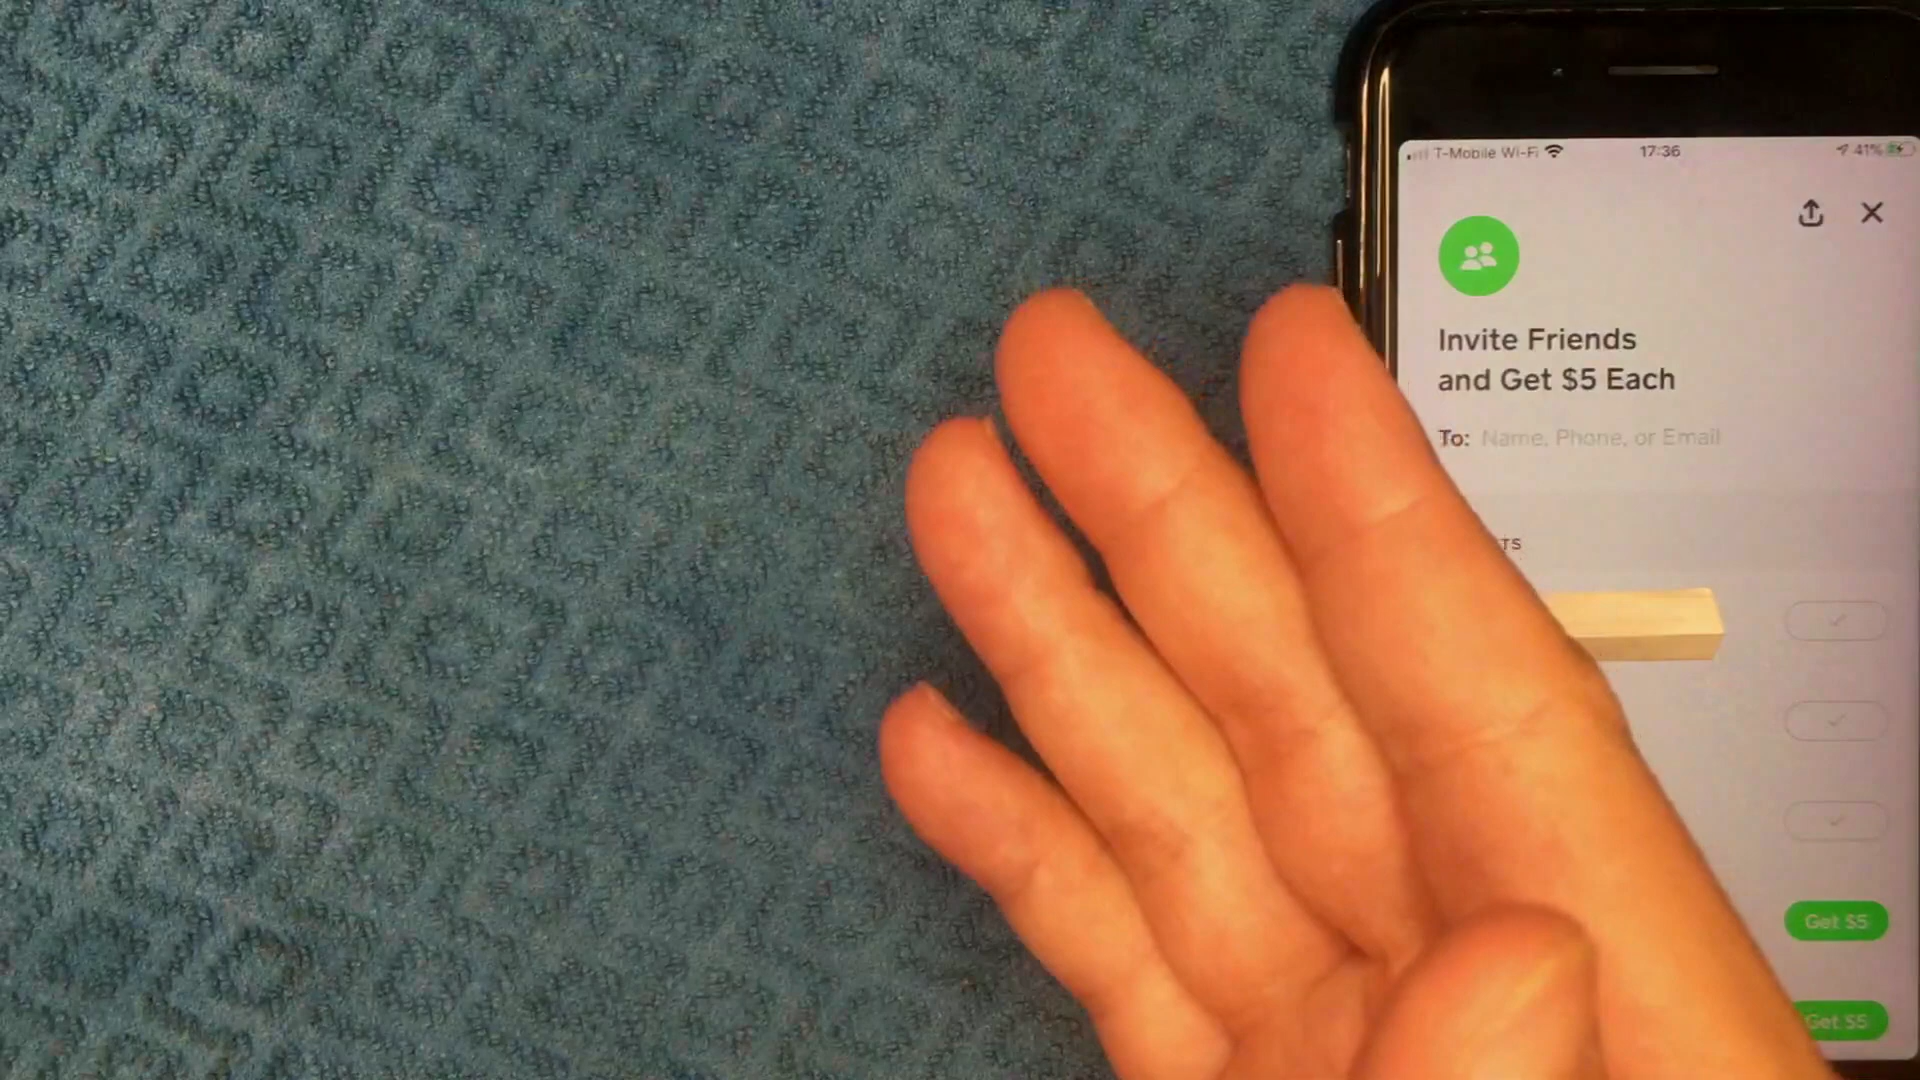 T-Mobile Wi-Fi 17:36 41%
Invite Friends
and Get $5 Each
To: Name, Phone, or Email
TS
Get $5
Get $5